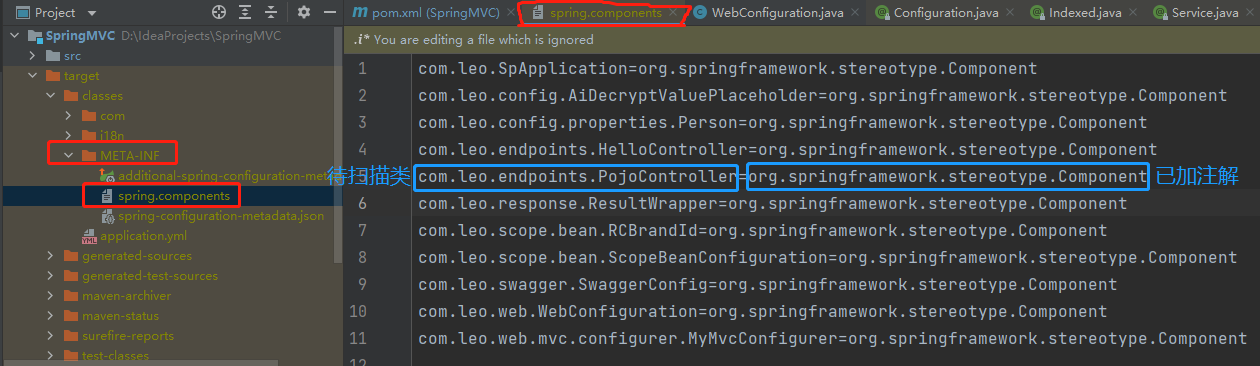 Project
pom.xml (SpringMVC)
spring.components
WebConfiguration.java
Configuration.java
Indexed.java
Service.java
SpringMVC D:\IdeaProjects\SpringMVC
src
target
classes
com
i18n
META-INF
additional-spring-configuration-meta
spring.components
spring-configuration-metadata.json
application.yml
generated-sources
generated-test-sources
maven-archiver
maven-status
surefire-reports
test-classes
.i* You are editing a file which is ignored
1 com.leo.SpApplication=org.springframework.stereotype.Component
2 com.leo.config.AiDecryptValuePlaceholder=org.springframework.stereotype.Component
3 com.leo.config.properties.Person=org.springframework.stereotype.Component
4 com.leo.endpoints.HelloController=org.springframework.stereotype.Component
待扫描类 com.leo.endpoints.PojoController=org.springframework.stereotype.Component 已加注解
6 com.leo.response.ResultWrapper=org.springframework.stereotype.Component
7 com.leo.scope.bean.RCBrandId=org.springframework.stereotype.Component
8 com.leo.scope.bean.ScopeBeanConfiguration=org.springframework.stereotype.Component
9 com.leo.swagger.SwaggerConfig=org.springframework.stereotype.Component
10 com.leo.web.WebConfiguration=org.springframework.stereotype.Component
11 com.leo.web.mvc.configurer.MyMvcConfigurer=org.springframework.stereotype.Component
12